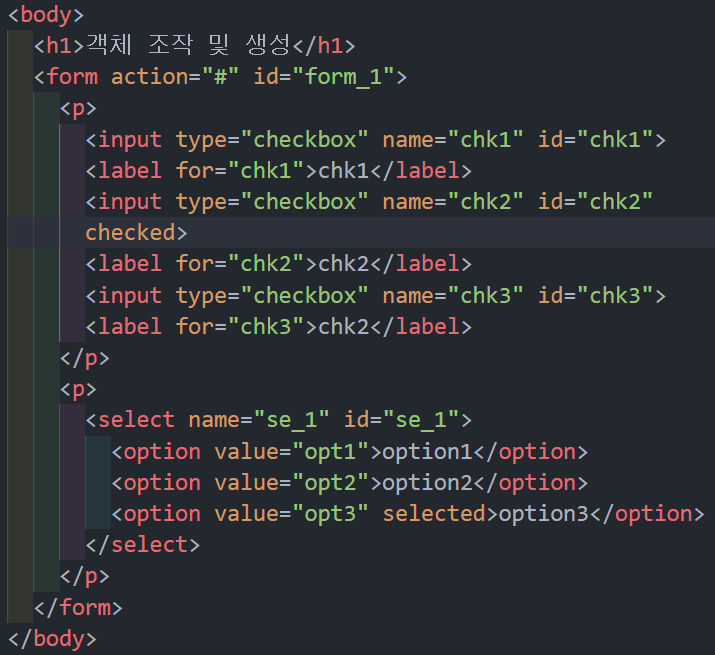 <body>
<h1>객체 조작 및 생성</h1>
<form action="#" id="form_1">
<p>
<input type="checkbox" name="chk1" id="chk1">
<label for="chk1">chk1</label>
<input type="checkbox" name="chk2" id="chk2"
checked>
<label for="chk2">chk2</label>
<input type="checkbox" name="chk3" id="chk3">
<label for="chk3">chk2</label>
</p>
<p>
<select name="se_1" id="se_1">
<option value="opt1">option1</option>
<option value="opt2">option2</option>
<option value="opt3" selected>option3</option>
</select>
</p>
</form>
</body>